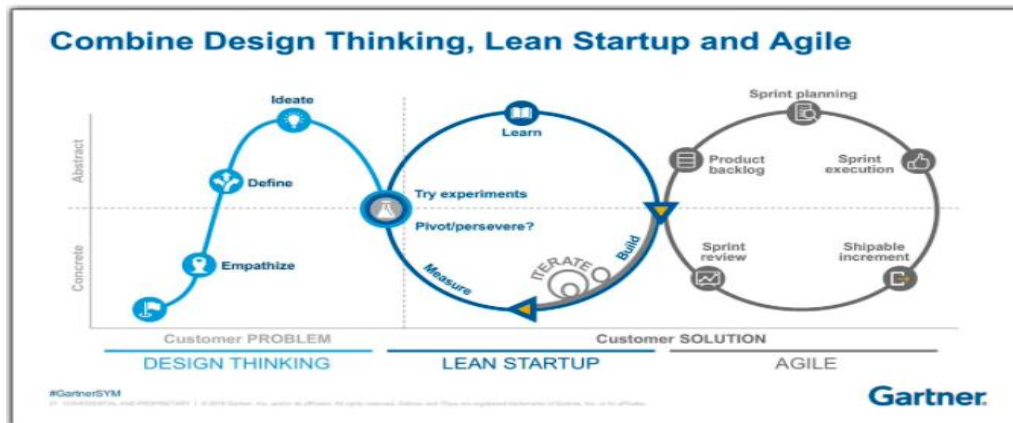 Combine Design Thinking, Lean Startup and Agile
Abstract
Concrete
Ideate
Define
Empathize
Learn
Try experiments
Pivot/persevere?
Measure
ITERATE
Build
Sprint planning
Product
backlog
Sprint
execution
Sprint
review
Shipable
increment
Customer PROBLEM
Customer SOLUTION
DESIGN THINKING
LEAN STARTUP
AGILE
#GartnerSYM
Gartner